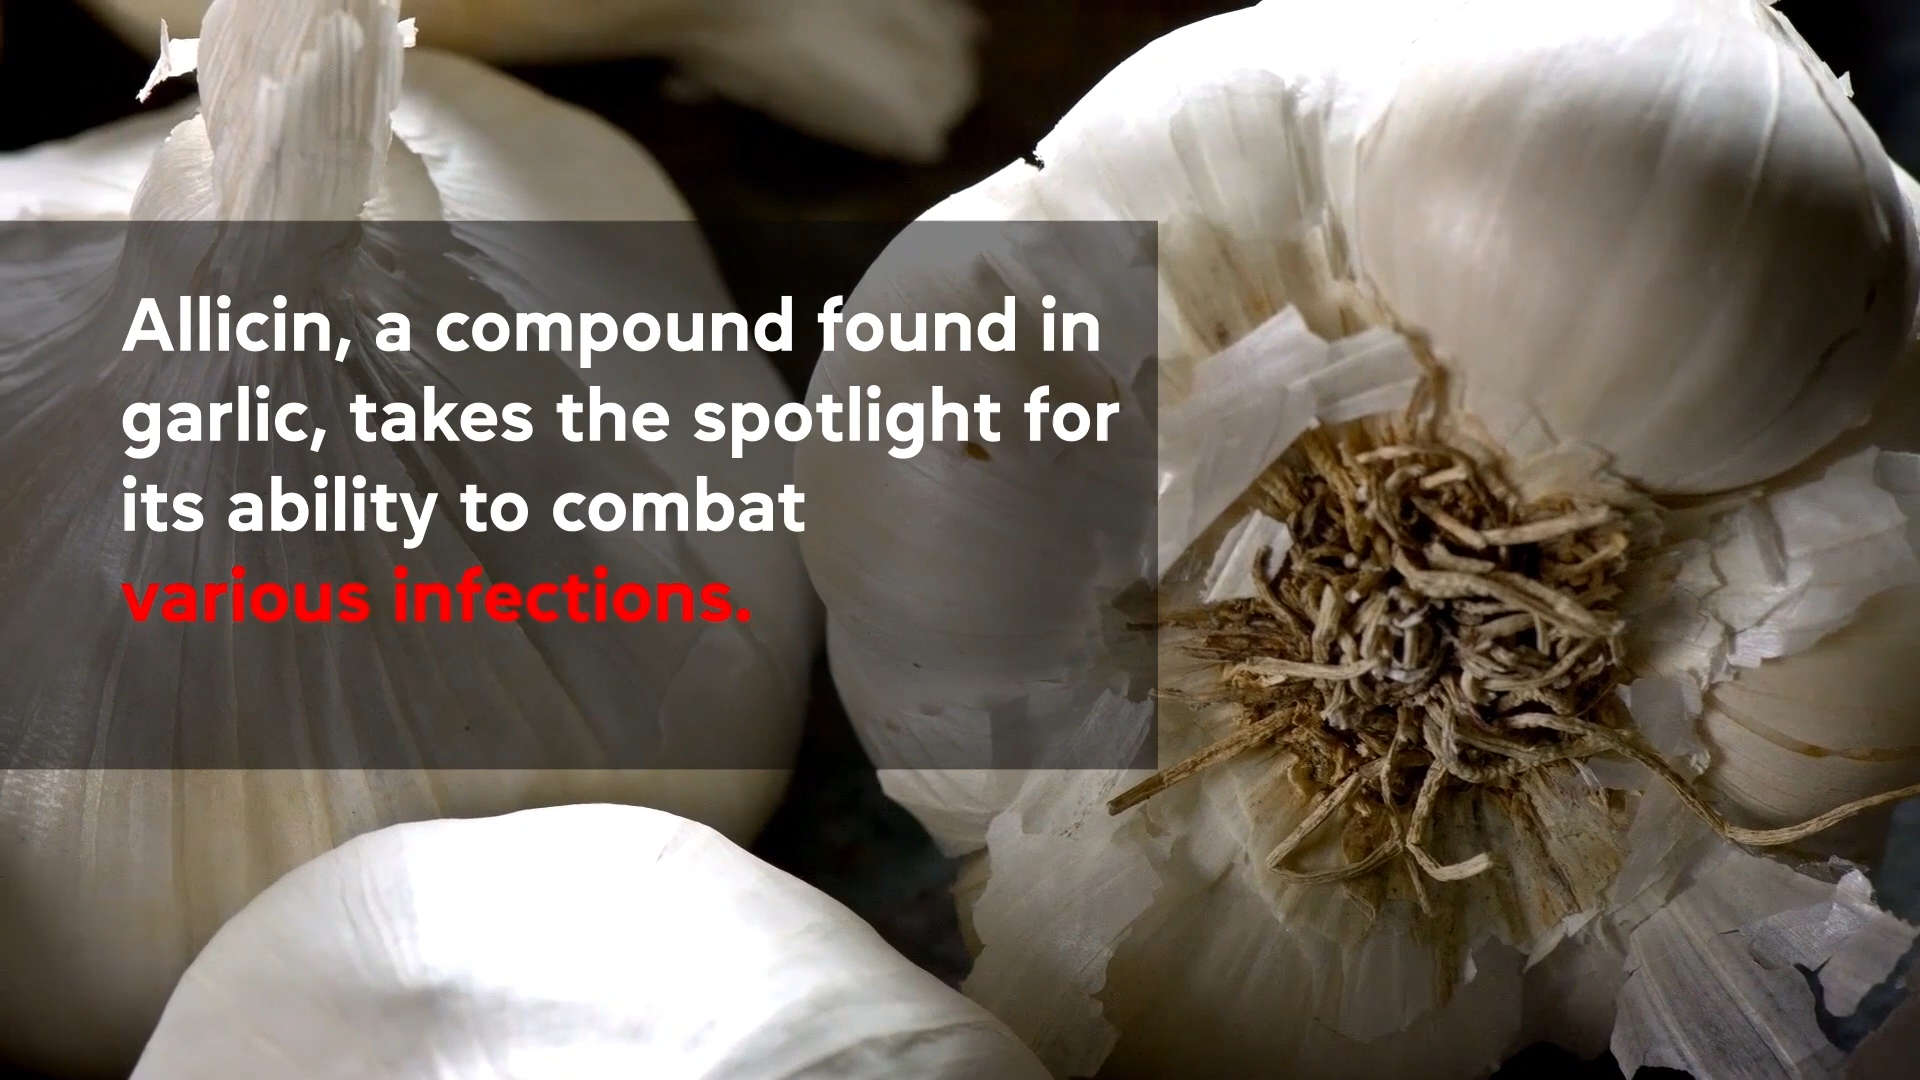 Allicin, a compound found in
garlic, takes the spotlight for
its ability to combat
various infections.